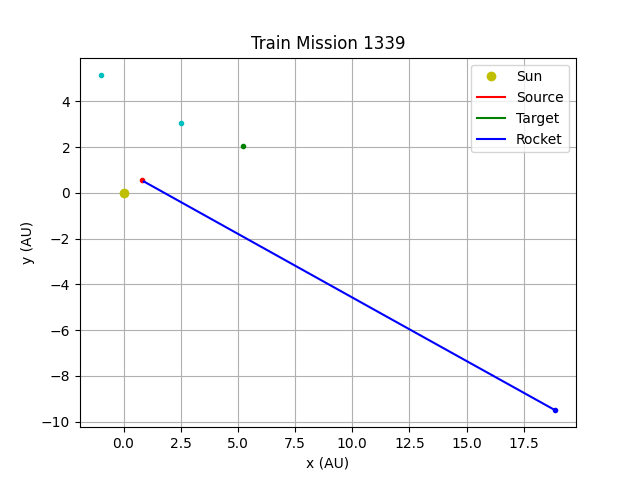 Train Mission 1339
Sun
Source
Target
Rocket
y (AU)
4
2
0
−2
−4
−6
−8
−10
0.0 2.5 5.0 7.5 10.0 12.5 15.0 17.5
x (AU)